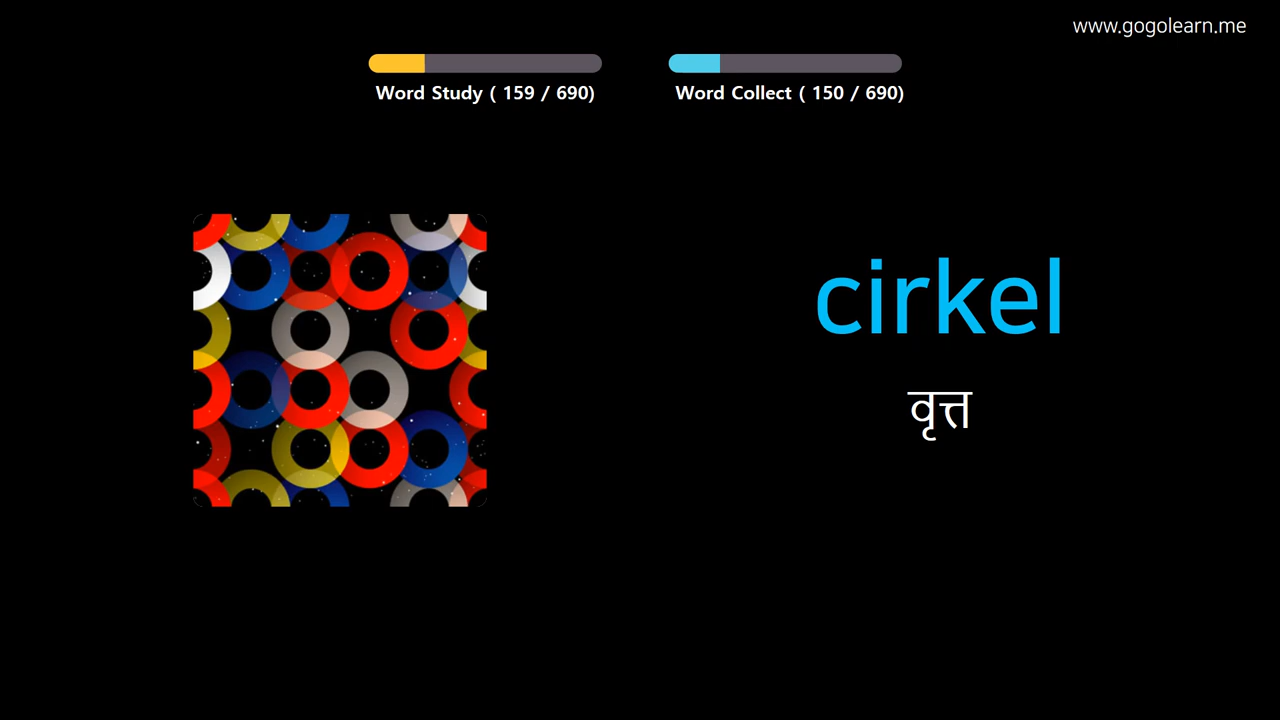 www.gogolearn.me
Word Study ( 159 / 690)
Word Collect ( 150 / 690)
cirkel
वृत्त